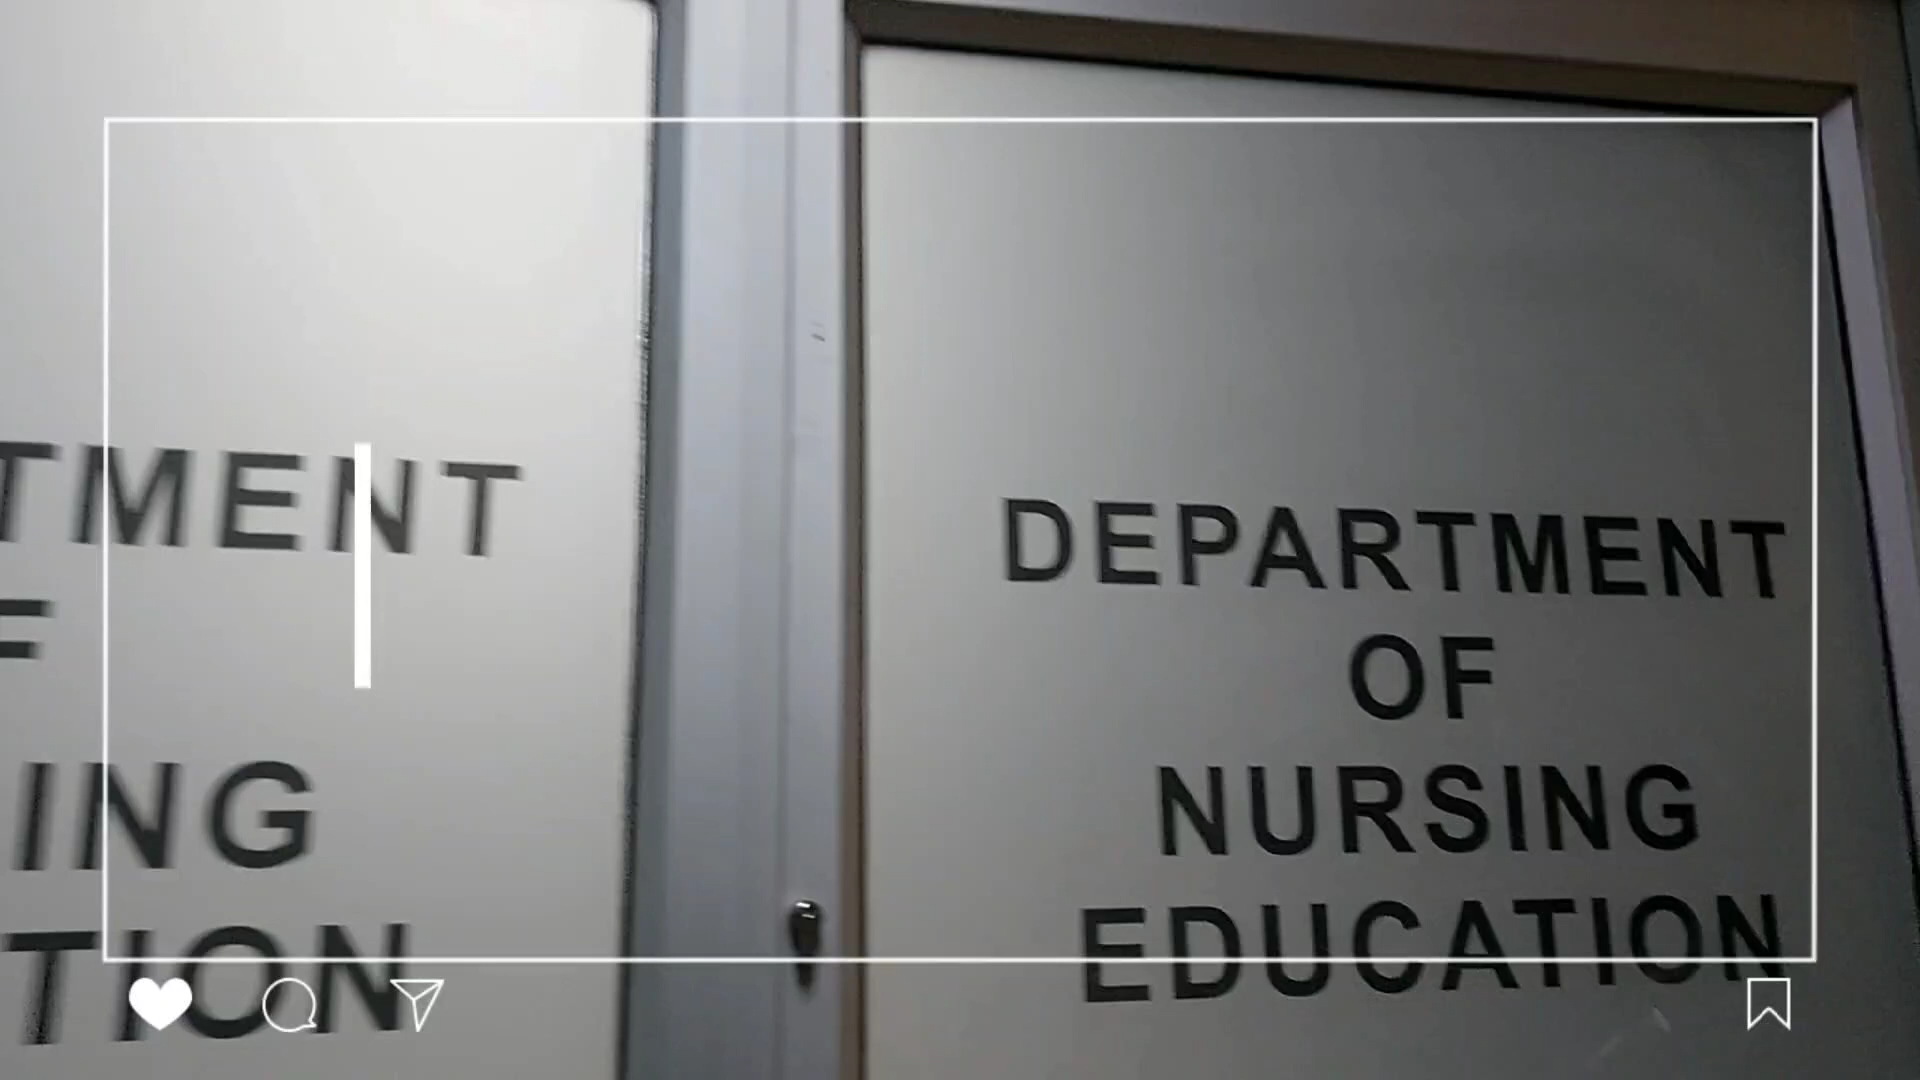 TMENT
F
ING
TION
DEPARTMENT
OF
NURSING
EDUCATION